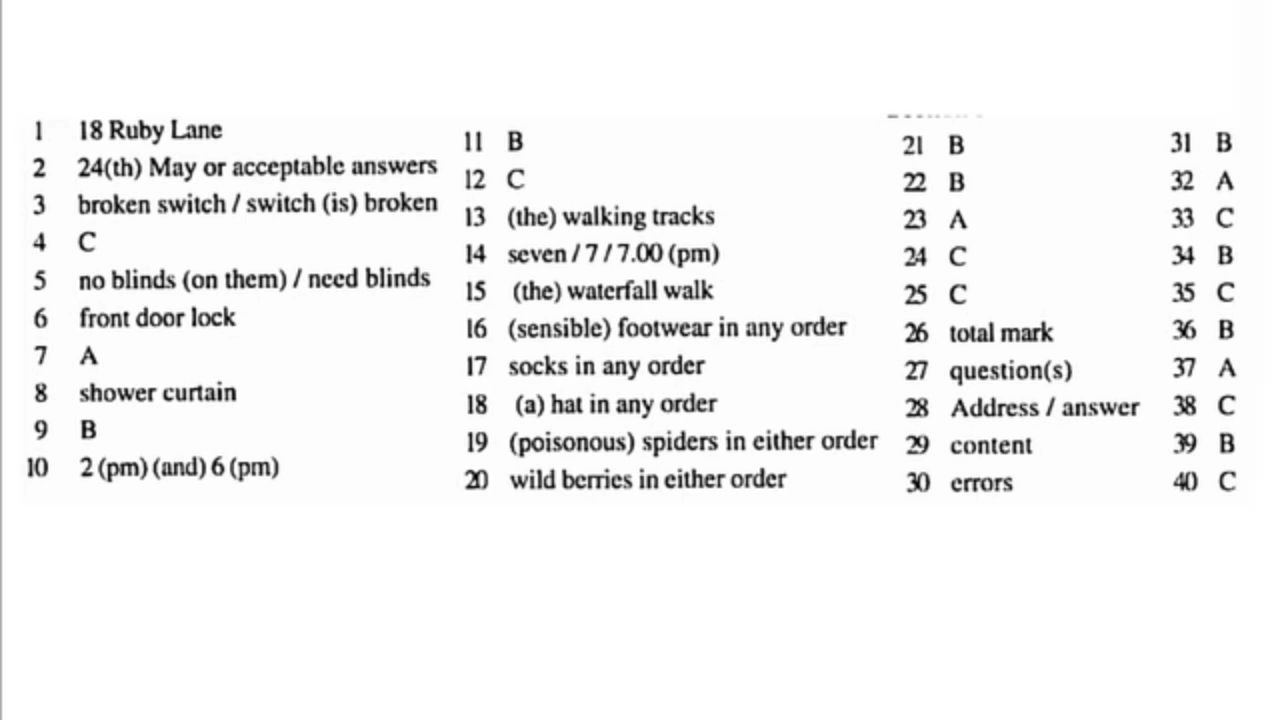 1 18 Ruby Lane
2 24(th) May or acceptable answers
3 broken switch / switch (is) broken
4 C
5 no blinds (on them) / need blinds
6 front door lock
7 A
8 shower curtain
9 B
10 2 (pm) (and) 6 (pm)
11 B
12 C
13 (the) walking tracks
14 seven / 7 / 7.00 (pm)
15 (the) waterfall walk
16 (sensible) footwear in any order
17 socks in any order
18 (a) hat in any order
19 (poisonous) spiders in either order
20 wild berries in either order
21 B
22 B
23 A
24 C
25 C
26 total mark
27 question(s)
28 Address / answer
29 content
30 errors
31 B
32 A
33 C
34 B
35 C
36 B
37 A
38 C
39 B
40 C